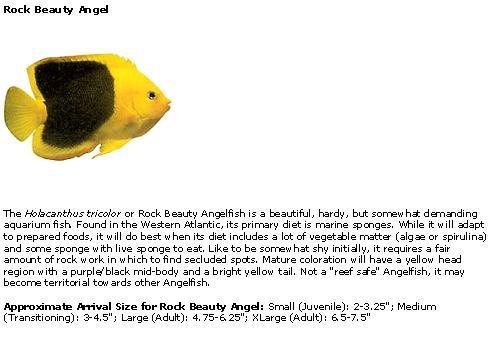 Rock Beauty Angel
The Holacanthus tricolor or Rock Beauty Angelfish is a beautiful, hardy, but somewhat demanding
aquarium fish. Found in the Western Atlantic, its primary diet is marine sponges. While it will adapt
to prepared foods, it will do best when its diet includes a lot of vegetable matter (algae or spirulina)
and some sponge with live sponge to eat. Like to be somewhat shy initially, it requires a fair
amount of rock work in which to find secluded spots. Mature coloration will have a yellow head
region with a purple/black mid-body and a bright yellow tail. Not a "reef safe" Angelfish, it may
become territorial towards other Angelfish.
Approximate Arrival Size for Rock Beauty Angel: Small (Juvenile): 2-3.25"; Medium
(Transitioning): 3-4.5"; Large (Adult): 4.75-6.25"; XLarge (Adult): 6.5-7.5"